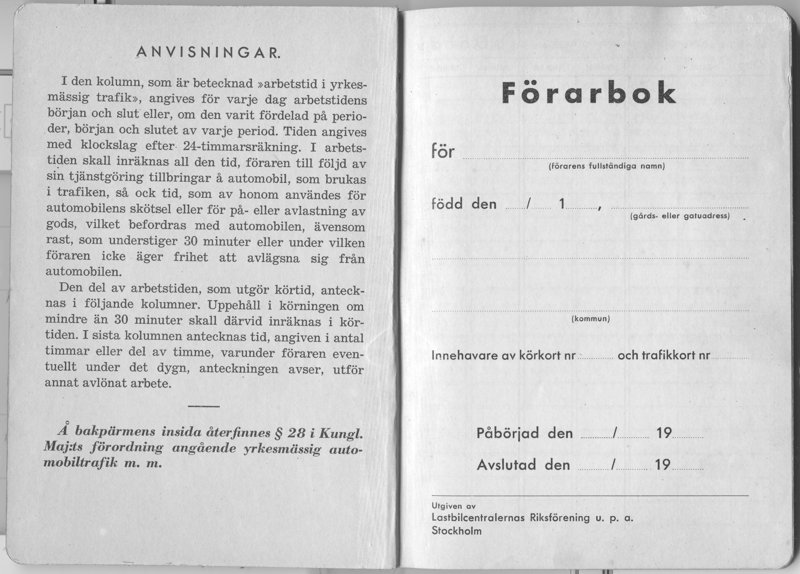 ANVISNINGAR.
I den kolumn, som är betecknad »arbetstid i yrkes-
mässig trafik», angives för varje dag arbetstidens
början och slut eller, om den varit fördelad på perio-
der, början och slutet av varje period. Tiden angives
med klockslag efter 24-timmarsräkning. I arbets-
tiden skall inräknas all den tid, föraren till följd av
sin tjänstgöring tillbringar å automobil, som brukas
i trafiken, så ock tid, som av honom användes för
automobilens skötsel eller för på- eller avlastning av
gods, vilket befordras med automobilen, ävensom
rast, som understiger 30 minuter eller under vilken
föraren icke äger frihet att avlägsna sig från
automobilen.
Den del av arbetstiden, som utgör körtid, anteck-
nas i följande kolumner. Uppehåll i körningen om
mindre än 30 minuter skall därvid inräknas i kör-
tiden. I sista kolumnen antecknas tid, angiven i antal
timmar eller del av timme, varunder föraren even-
tuellt under det dygn, anteckningen avser, utför
annat avlönat arbete.
Å bakpärmens insida återfinnes § 28 i Kungl.
Maj:ts förordning angående yrkesmässig auto-
mobiltrafik m. m.
Förarbok
för
(förarens fullständiga namn)
född den / 1 ,
(gårds- eller gatuadress)
(kommun)
Innehavare av körkort nr och trafikkort nr
Påbörjad den / 19
Avslutad den / 19
Utgiven av
Lastbilcentralernas Riksförening u. p. a.
Stockholm